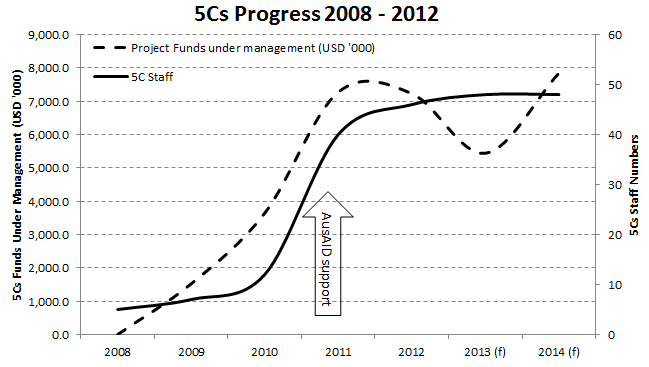 5Cs Progress 2008 - 2012
Project Funds under management (USD '000)
5C Staff
5Cs Funds Under Management (USD '000)
9,000.0
8,000.0
7,000.0
6,000.0
5,000.0
4,000.0
3,000.0
2,000.0
1,000.0
0.0
AusAID support
60
50
40
30
20
10
0
5Cs Staff Numbers
2008
2009
2010
2011
2012
2013 (f)
2014 (f)